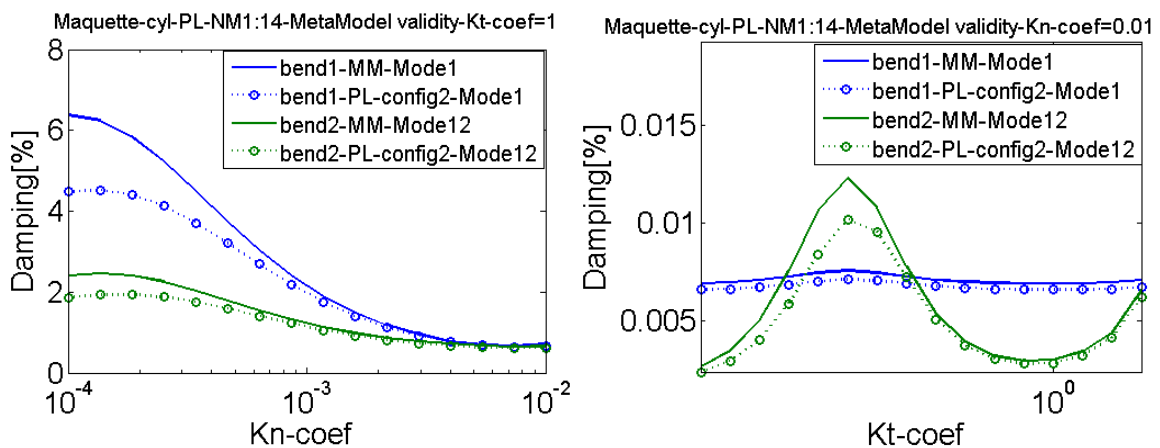 Maquette-cyl-PL-NM1:14-MetaModel validity-Kt-coef=1
8
6
4
2
0
Damping[%]
bend1-MM-Mode1
bend1-PL-config2-Mode1
bend2-MM-Mode12
bend2-PL-config2-Mode12
10^-4
10^-3
10^-2
Kn-coef
Maquette-cyl-PL-NM1:14-MetaModel validity-Kn-coef=0.01
0.015
0.01
0.005
Damping[%]
bend1-MM-Mode1
bend1-PL-config2-Mode1
bend2-MM-Mode12
bend2-PL-config2-Mode12
10^0
Kt-coef